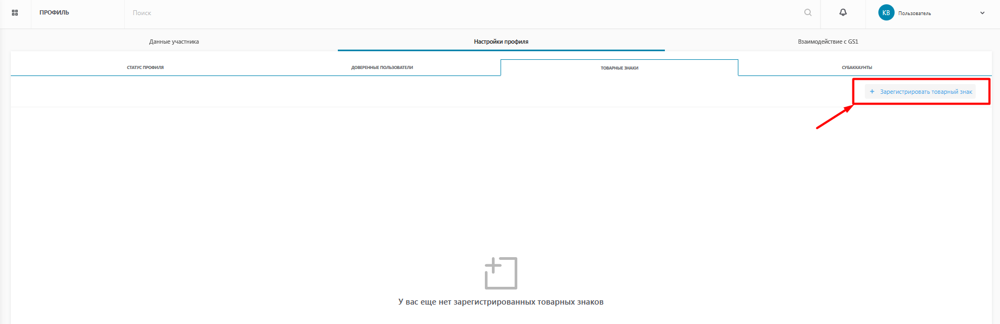 ПРОФИЛЬ
Поиск
КВ
Пользователь
Данные участника
Настройки профиля
Взаимодействие с GS1
СТАТУС ПРОФИЛЯ
ДОВЕРЕННЫЕ ПОЛЬЗОВАТЕЛИ
ТОВАРНЫЕ ЗНАКИ
СУБАККАУНТЫ
+ Зарегистрировать товарный знак
У вас еще нет зарегистрированных товарных знаков